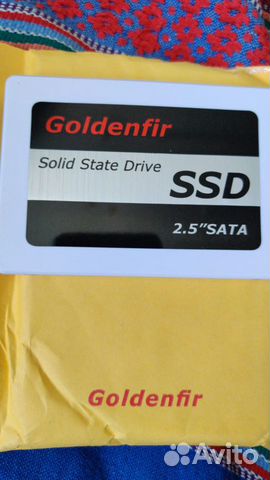 Goldenfir
Solid State Drive
SSD
2.5”SATA
Goldenfir
Avito